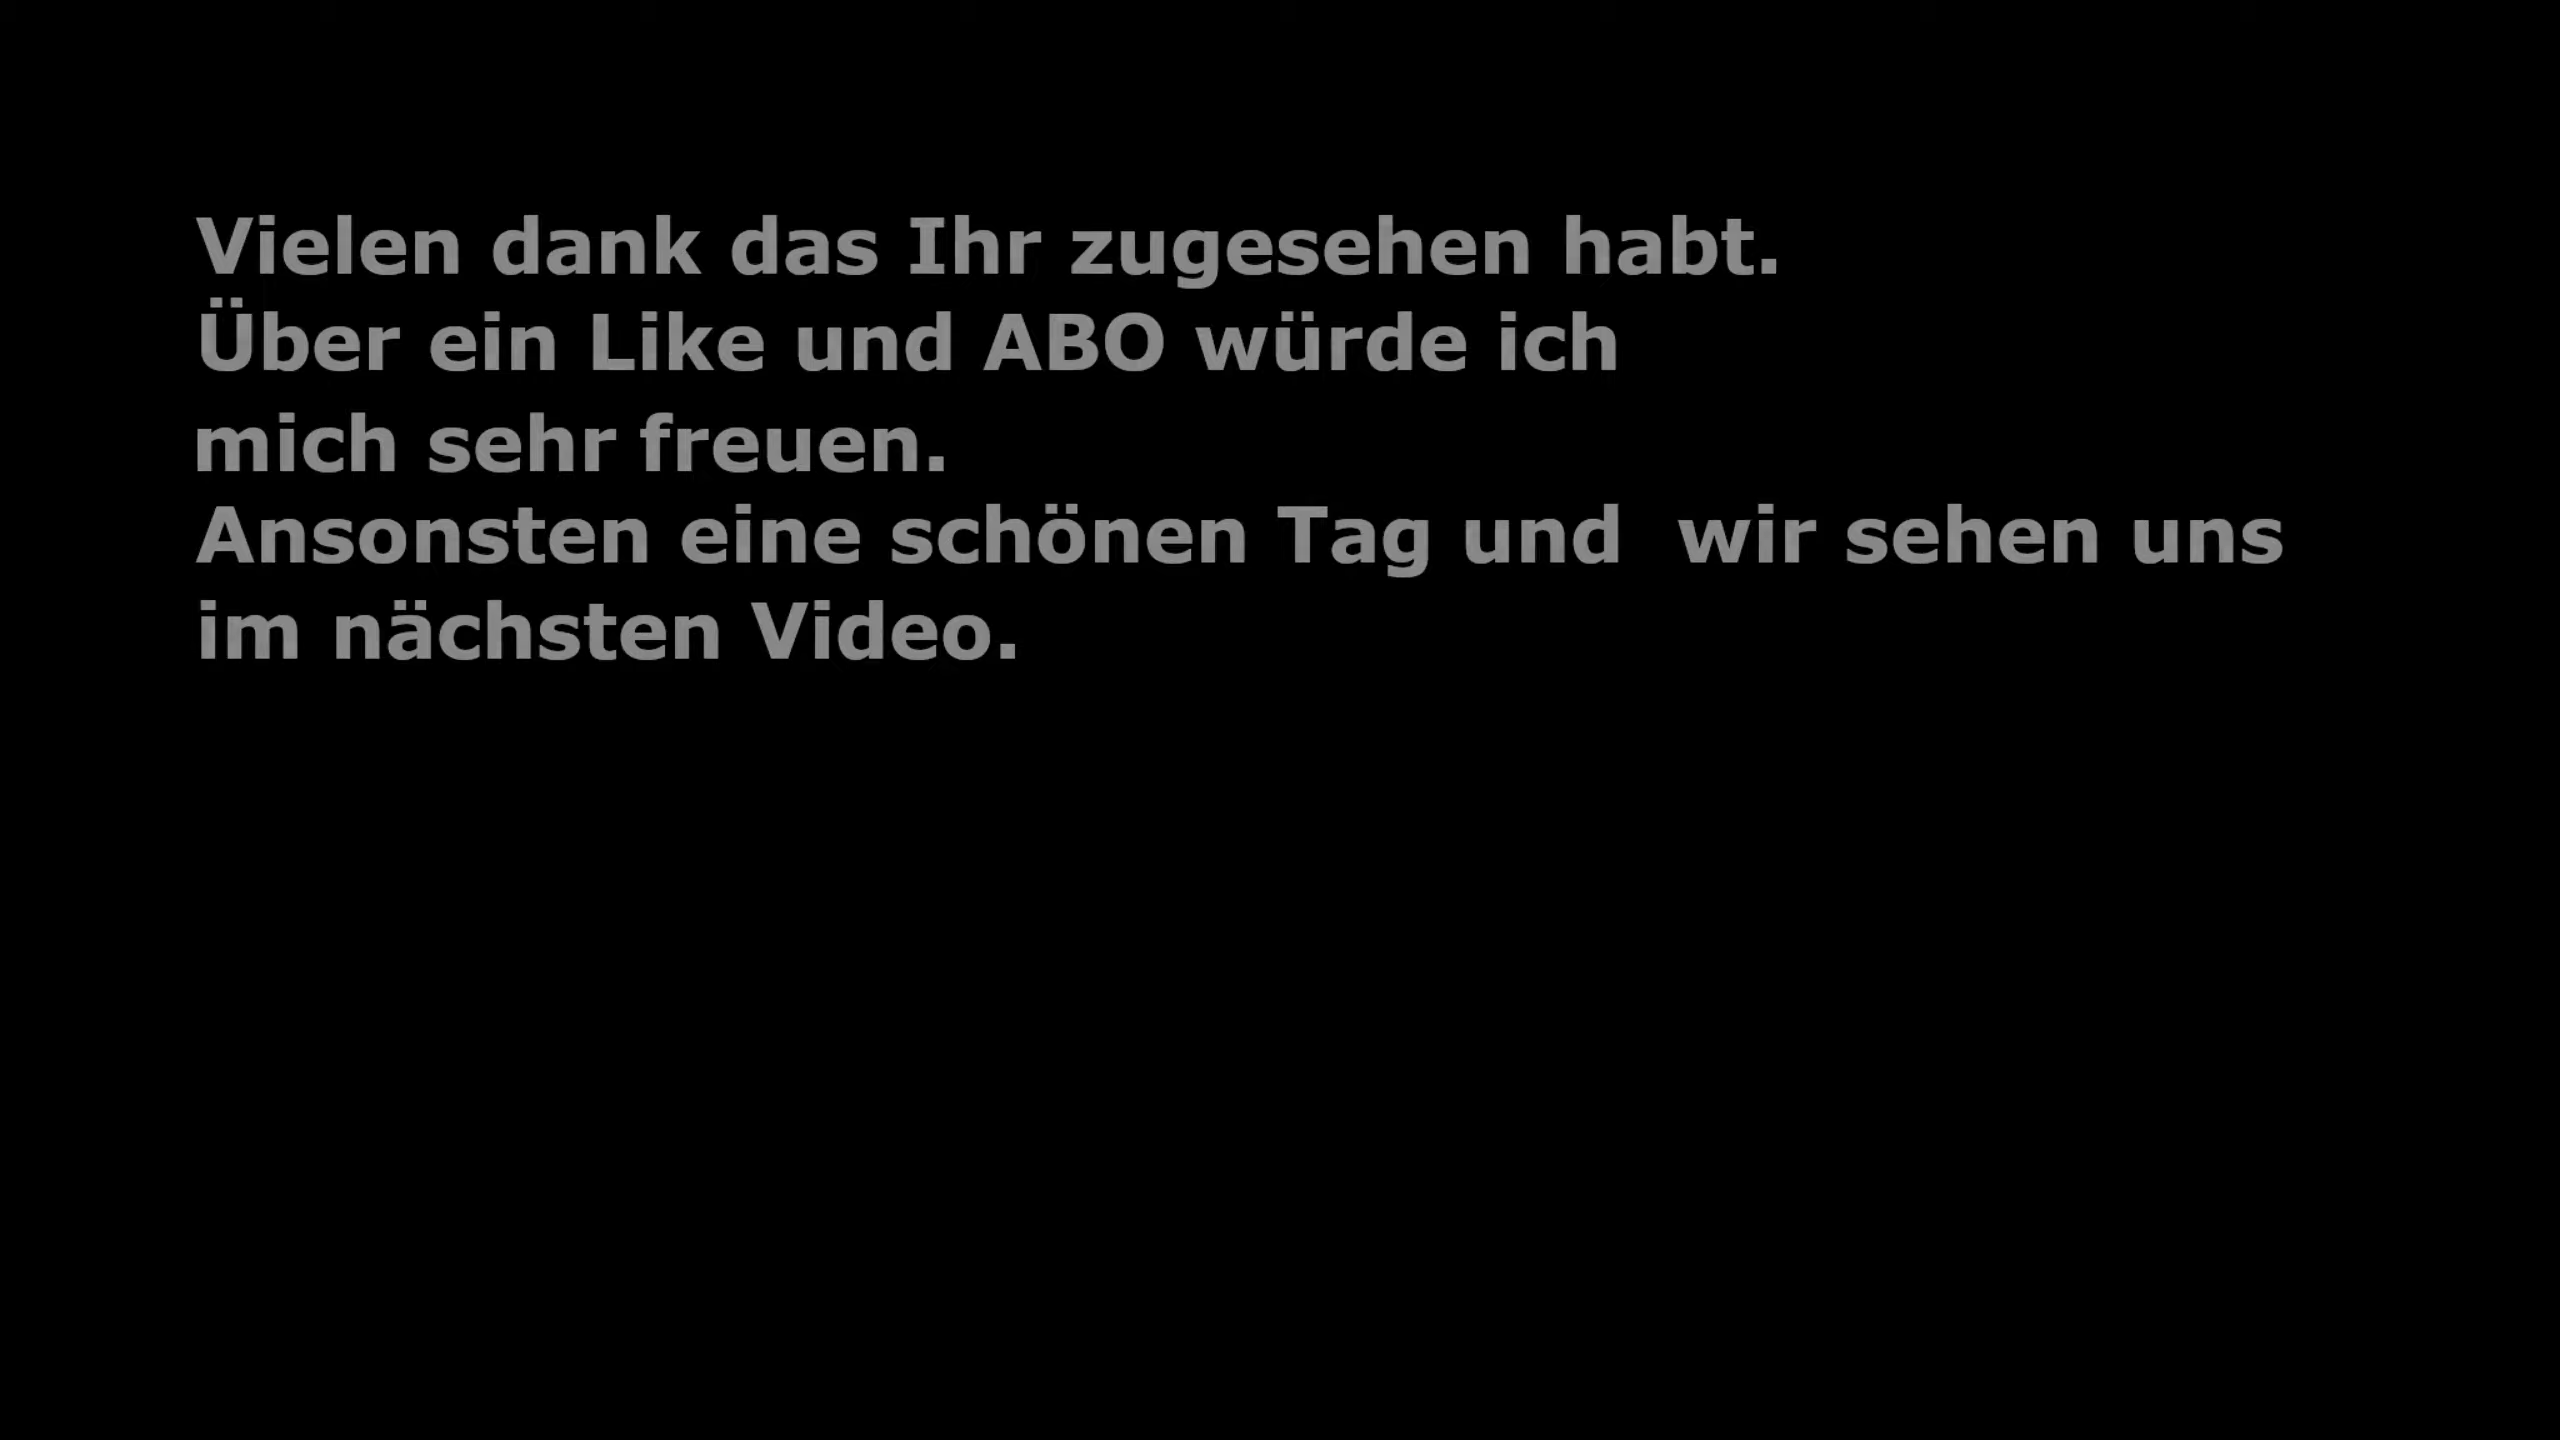 Vielen dank das Ihr zugesehen habt.
Über ein Like und ABO würde ich
mich sehr freuen.
Ansonsten eine schönen Tag und  wir sehen uns
im nächsten Video.